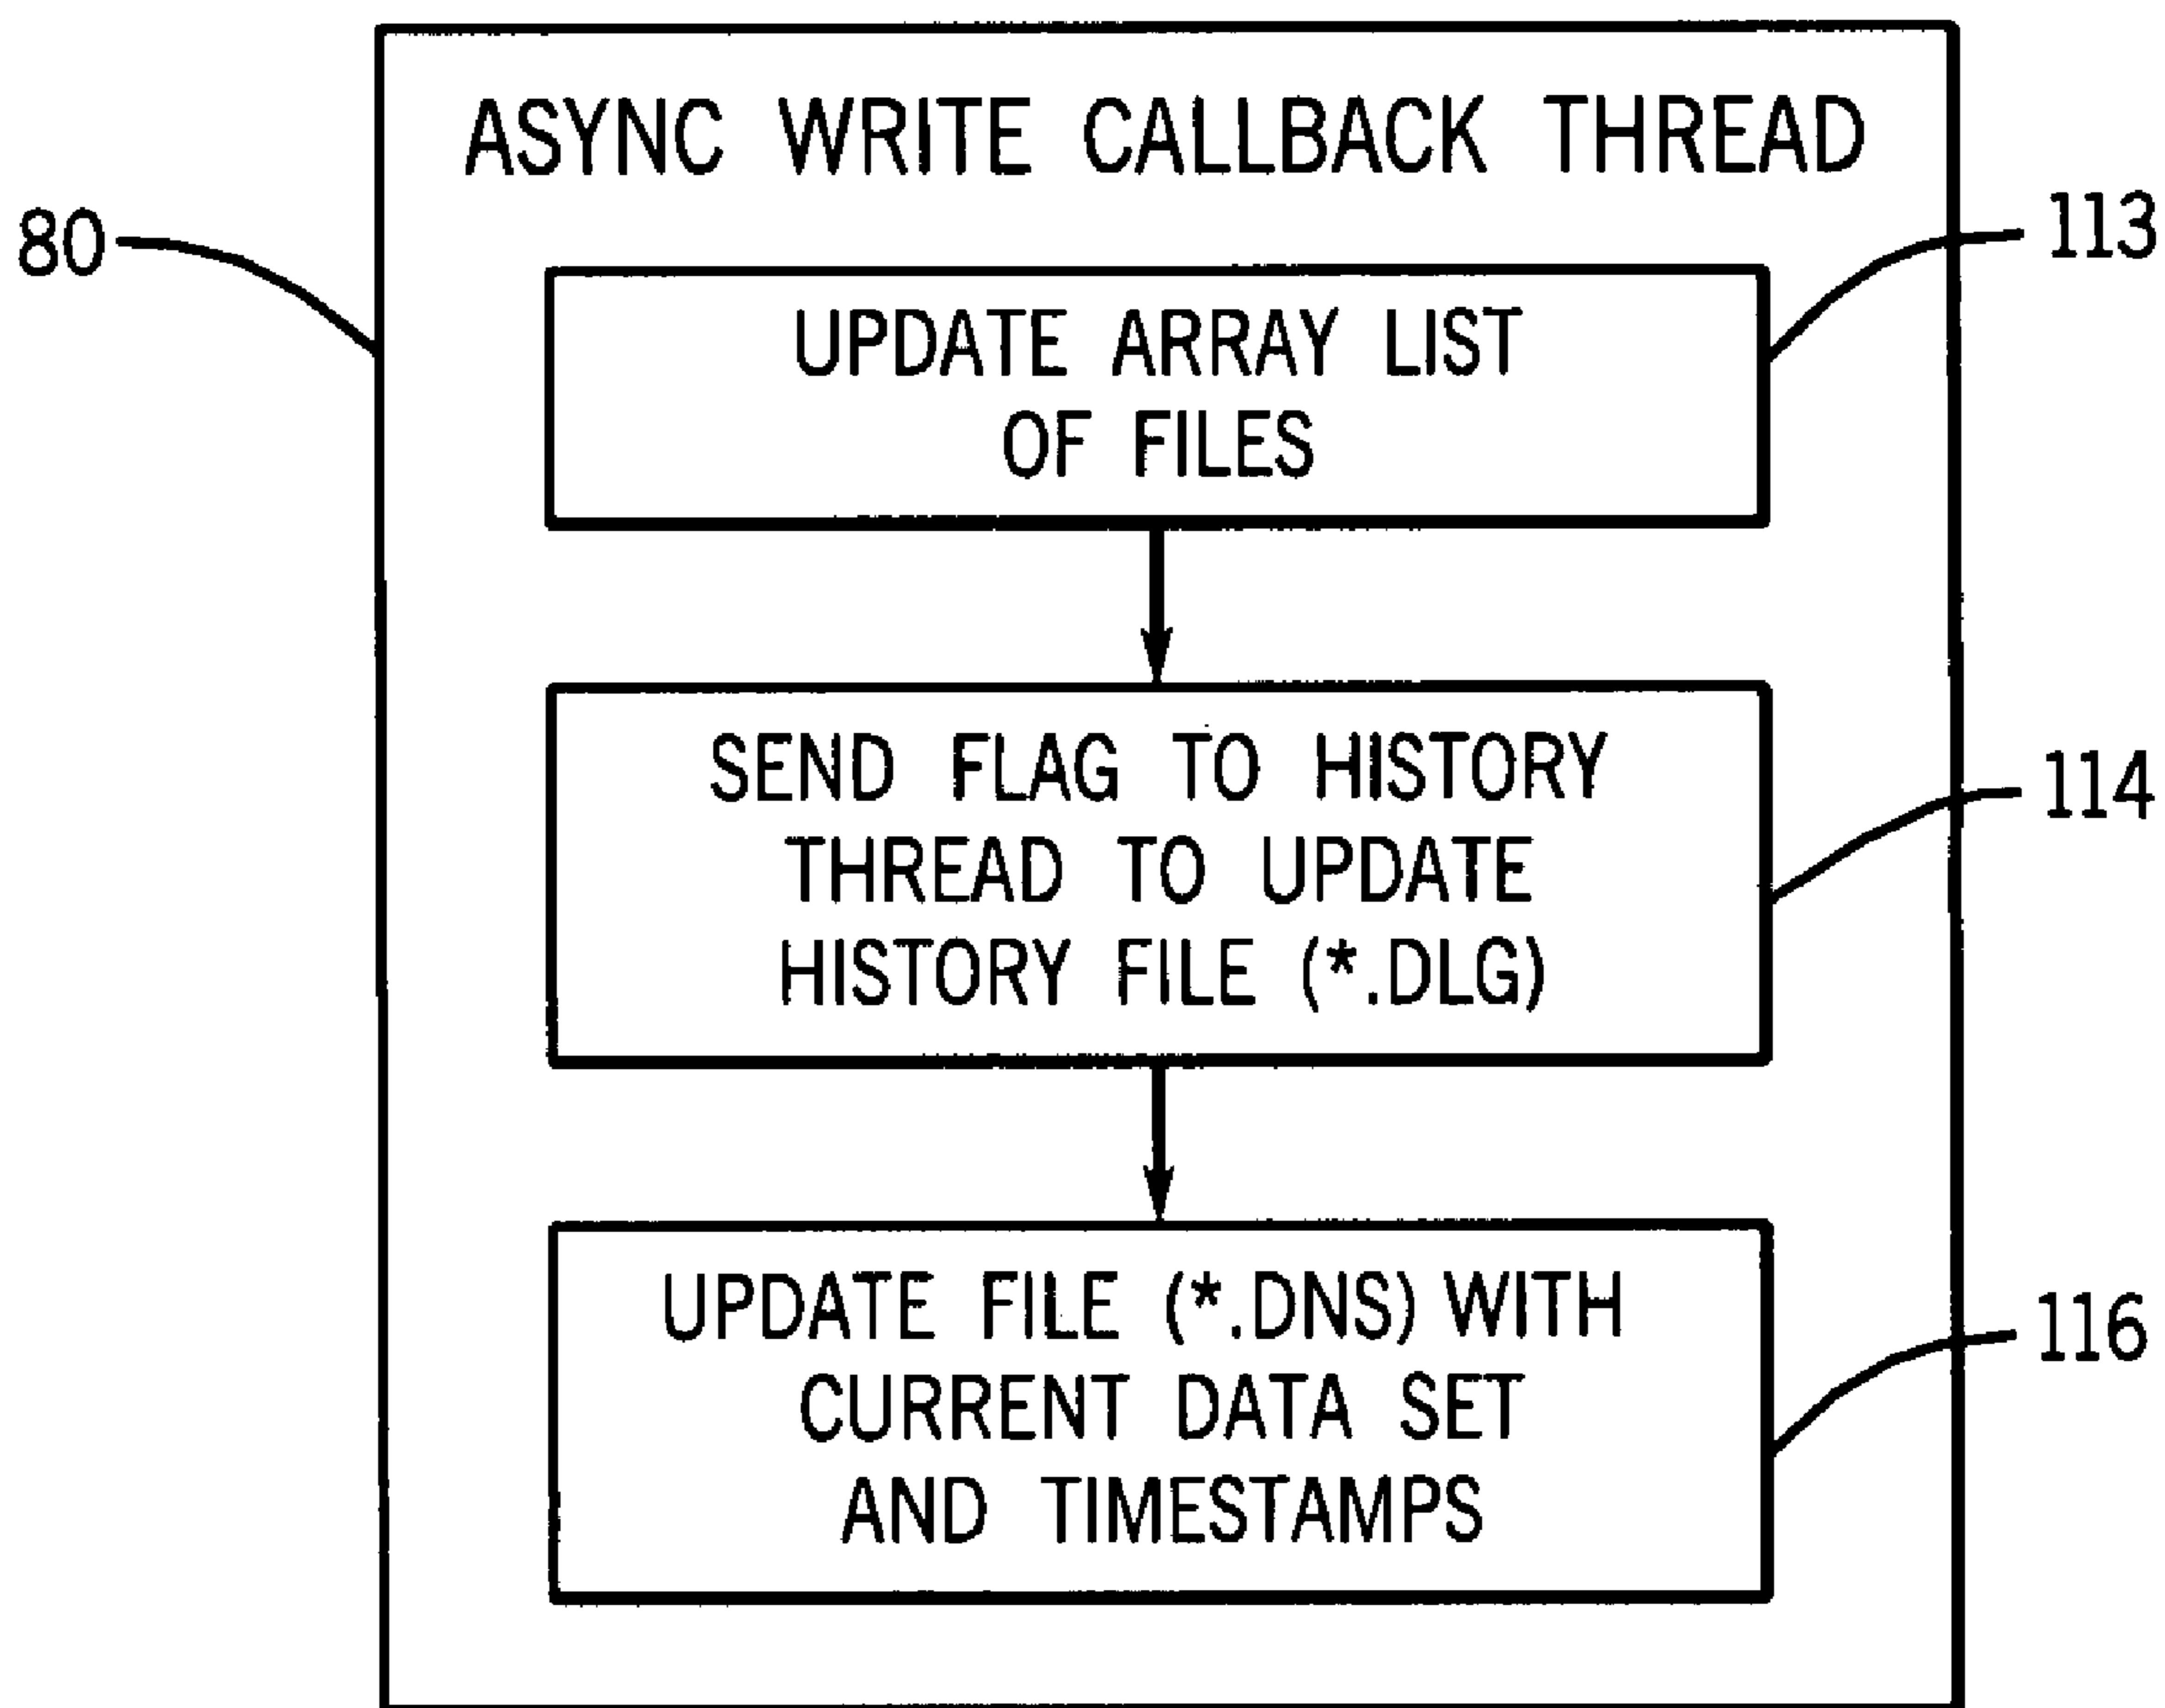 ASYNC WRITE CALLBACK THREAD
80
113
UPDATE ARRAY LIST
OF FILES
SEND FLAG TO HISTORY
THREAD TO UPDATE
HISTORY FILE (*.DLG)
114
UPDATE FILE (*.DNS) WITH
CURRENT DATA SET
AND TIMESTAMPS
116